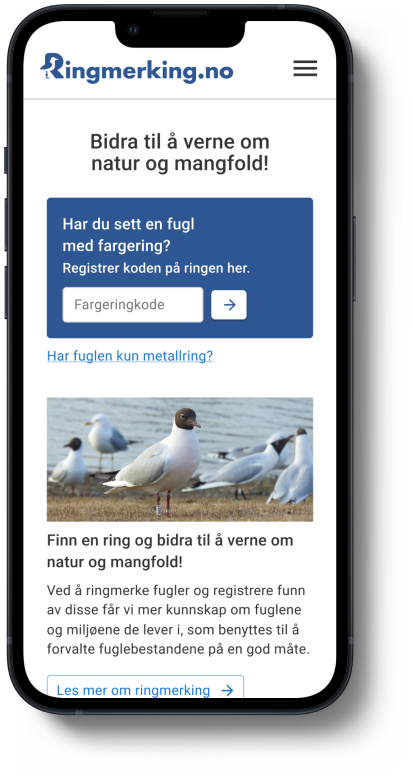 Ringmerking.no
Bidra til å verne om
natur og mangfold!
Har du sett en fugl
med fargering?
Registrer koden på ringen her.
Fargeringkode
Har fuglen kun metallring?
Finn en ring og bidra til å verne om
natur og mangfold!
Ved å ringmerke fugler og registrere funn
av disse får vi mer kunnskap om fuglene
og miljøene de lever i, som benyttes til å
forvalte fuglebestandene på en god måte.
Les mer om ringmerking